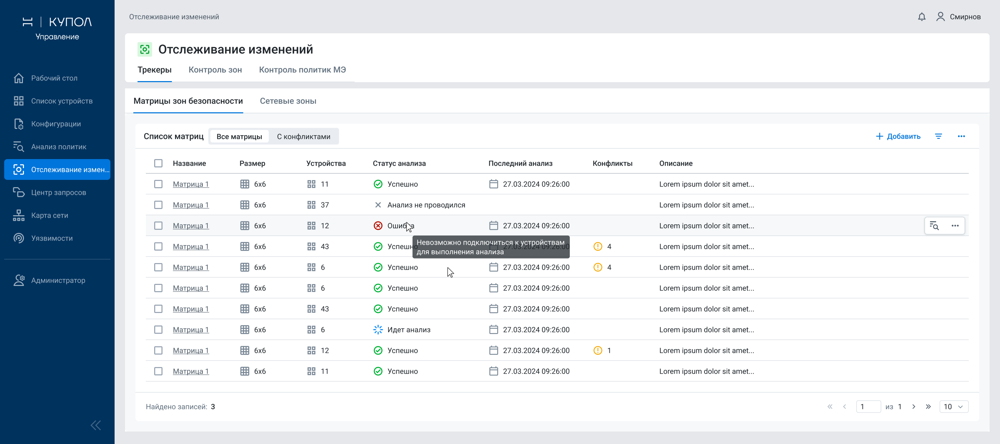 КУПОЛ
Управление
Рабочий стол
Список устройств
Конфигурации
Анализ политик
Отслеживание измен...
Центр запросов
Карта сети
Уязвимости
Администратор
Отслеживание изменений
Смирнов
Отслеживание изменений
Трекеры Контроль зон Контроль политик МЭ
Матрицы зон безопасности Сетевые зоны
Список матриц Все матрицы С конфликтами Добавить
Название Размер Устройства Статус анализа Последний анализ Конфликты Описание
Матрица 1 6x6 11 Успешно 27.03.2024 09:26:00 Lorem ipsum dolor sit amet...
Матрица 1 6x6 37 Анализ не проводился Lorem ipsum dolor sit amet...
Матрица 1 6x6 12 Ошибка 27.03.2024 09:26:00 Lorem ipsum dolor sit amet...
Невозможно подключиться к устройствам
для выполнения анализа
Матрица 1 6x6 43 Успешно 27.03.2024 09:26:00 4 Lorem ipsum dolor sit amet...
Матрица 1 6x6 6 Успешно 27.03.2024 09:26:00 4 Lorem ipsum dolor sit amet...
Матрица 1 6x6 6 Успешно 27.03.2024 09:26:00 Lorem ipsum dolor sit amet...
Матрица 1 6x6 43 Успешно 27.03.2024 09:26:00 Lorem ipsum dolor sit amet...
Матрица 1 6x6 6 Идет анализ 27.03.2024 09:26:00 Lorem ipsum dolor sit amet...
Матрица 1 6x6 12 Успешно 27.03.2024 09:26:00 1 Lorem ipsum dolor sit amet...
Матрица 1 6x6 11 Успешно 27.03.2024 09:26:00 Lorem ipsum dolor sit amet...
Найдено записей: 3 1 из 1 10